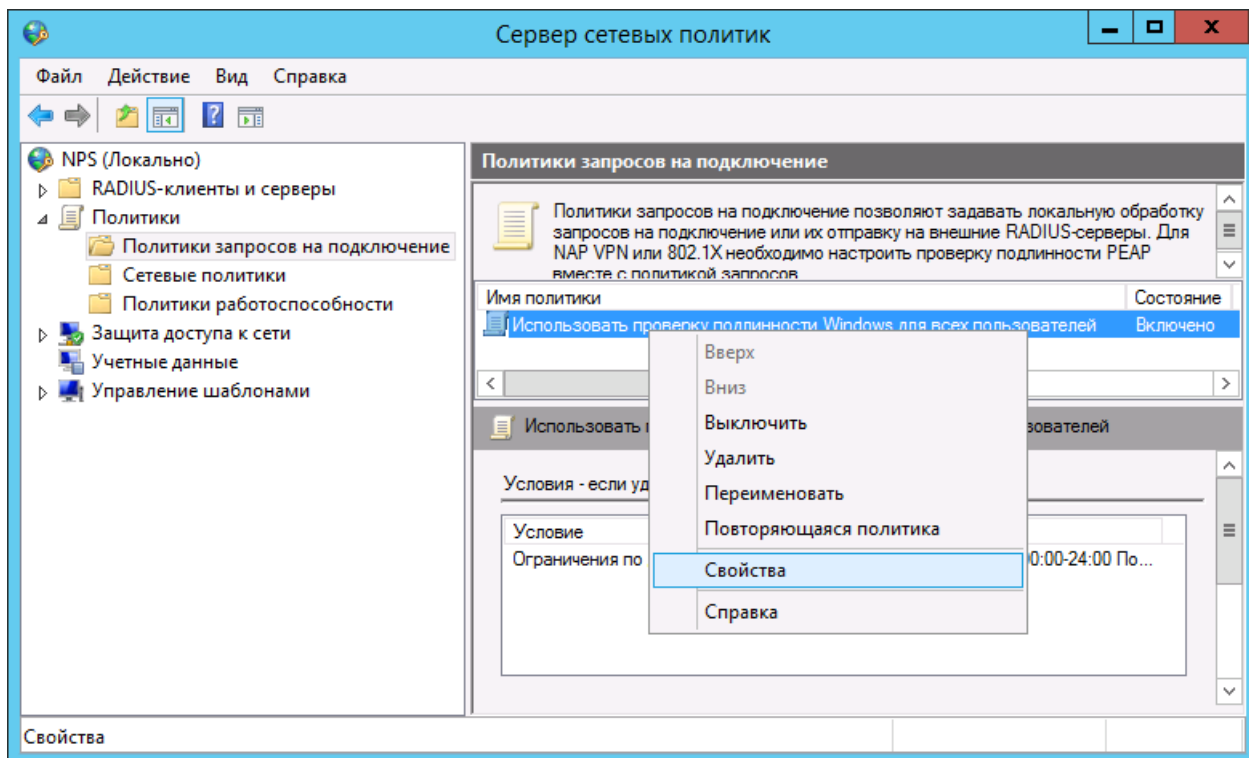 Сервер сетевых политик
Файл Действие Вид Справка
NPS (Локально)
RADIUS-клиенты и серверы
Политики
Политики запросов на подключение
Сетевые политики
Политики работоспособности
Защита доступа к сети
Учетные данные
Управление шаблонами
Политики запросов на подключение
Политики запросов на подключение позволяют задавать локальную обработку
запросов на подключение или их отправку на внешние RADIUS-серверы. Для
NAP VPN или 802.1X необходимо настроить проверку подлинности PEAP
вместе с политикой запросов
Имя политики Состояние
Использовать проверку подлинности Windows для всех пользователей Включено
Вверх
Вниз
Выключить
Удалить
Переименовать
Повторяющаяся политика
Свойства
Справка
Использовать
Условия - если
Условие
Ограничения по 0:00-24:00 По...
Свойства